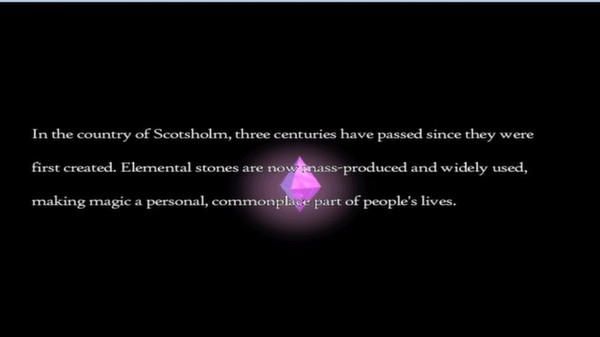 In the country of Scotsholm, three centuries have passed since they were
first created. Elemental stones are now mass-produced and widely used,
making magic a personal, commonplace part of people's lives.